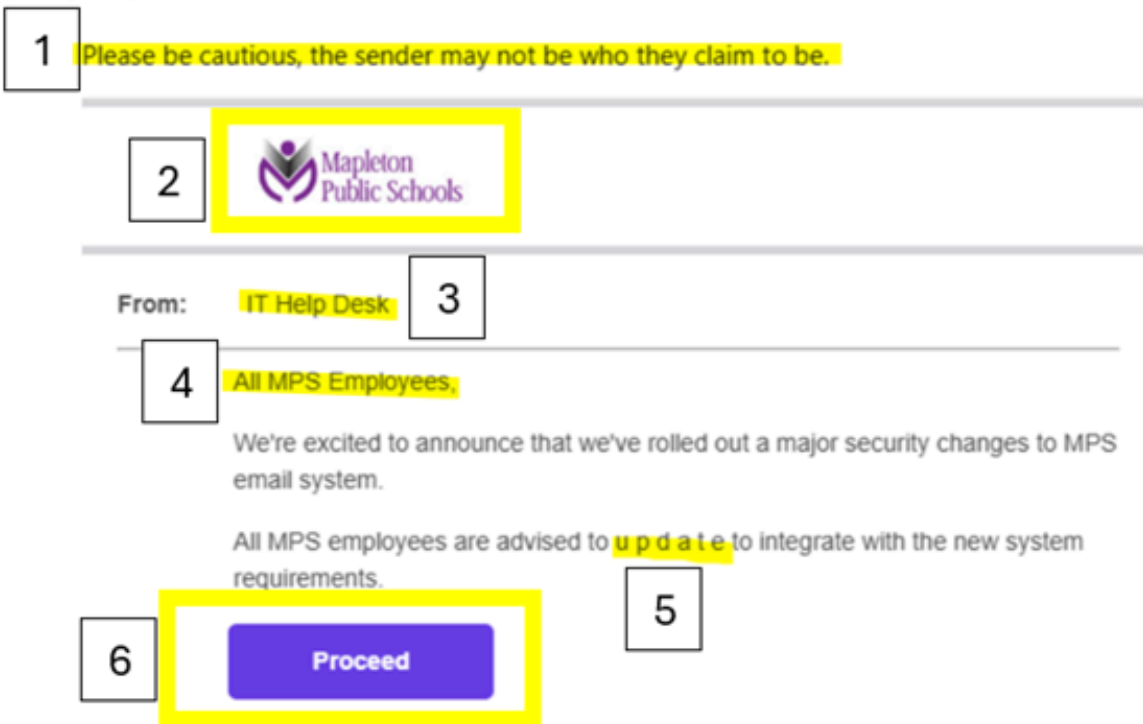 1 Please be cautious, the sender may not be who they claim to be.
2 Mapleton
Public Schools
From: IT Help Desk 3
4 All MPS Employees,
We're excited to announce that we've rolled out a major security changes to MPS
email system.
All MPS employees are advised to u p d a t e to integrate with the new system
requirements.
5
6 Proceed